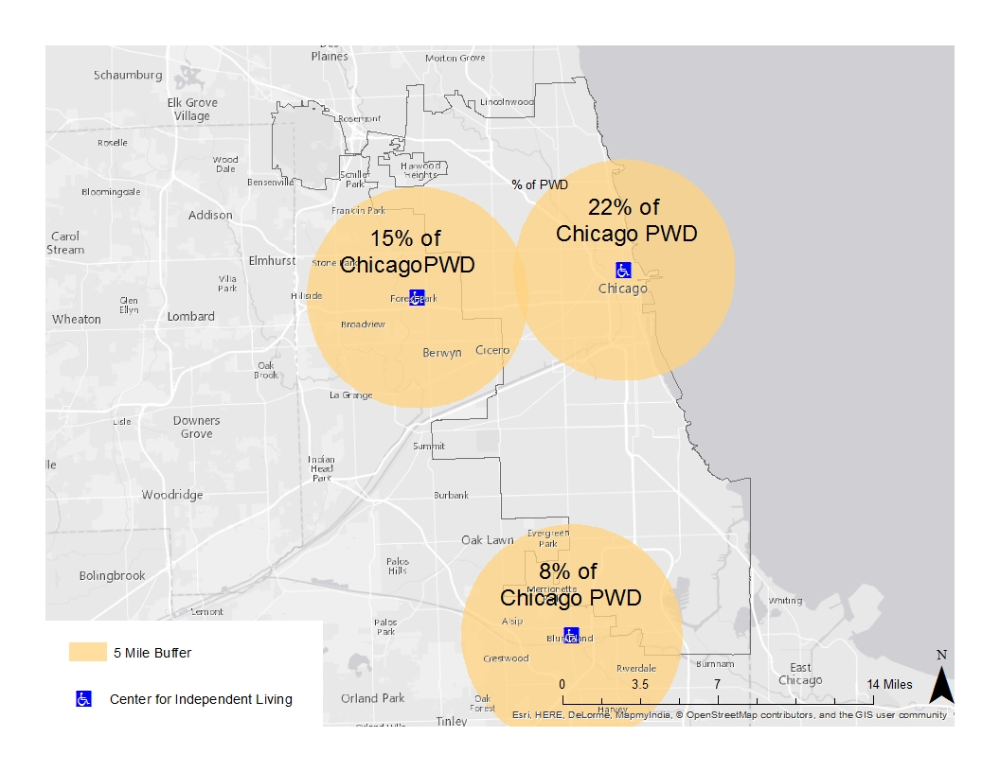 Des
Plaines
Morton Grove
Schaumburg
Elk Grove
Village
Lincolnwood
Rosemont
Roselle
Wood
Dale
Harwood
Heights
Schiller
Park
Bensenville
% of PWD
Bloomingdale
22% of
Chicago PWD
Addison
Franklin Park
15% of
ChicagoPWD
Carol
Stream
Elmhurst
Stone Park
Villa
Park
Chicago
Glen
Ellyn
Hillside
Forest Park
Wheaton
Lombard
Broadview
Berwyn
Cicero
Oak
Brook
La Grange
Lisle
Downers
Grove
Summit
Indian
Head
Park
lle
Woodridge
Burbank
Oak Lawn
Evergreen
Park
Palos
Hills
Bolingbrook
8% of
Chicago PWD
Merrionette
Whiting
Lemont
Palos
Park
Alsip
Blue Island
5 Mile Buffer
Crestwood
Riverdale
Burnham
East
Chicago
N
0 3.5 7 14 Miles
Center for Independent Living
Orland Park
Oak
Forest
Harvey
Esri, HERE, DeLorme, MapmyIndia, © OpenStreetMap contributors, and the GIS user community
Orland Hills
Tinley